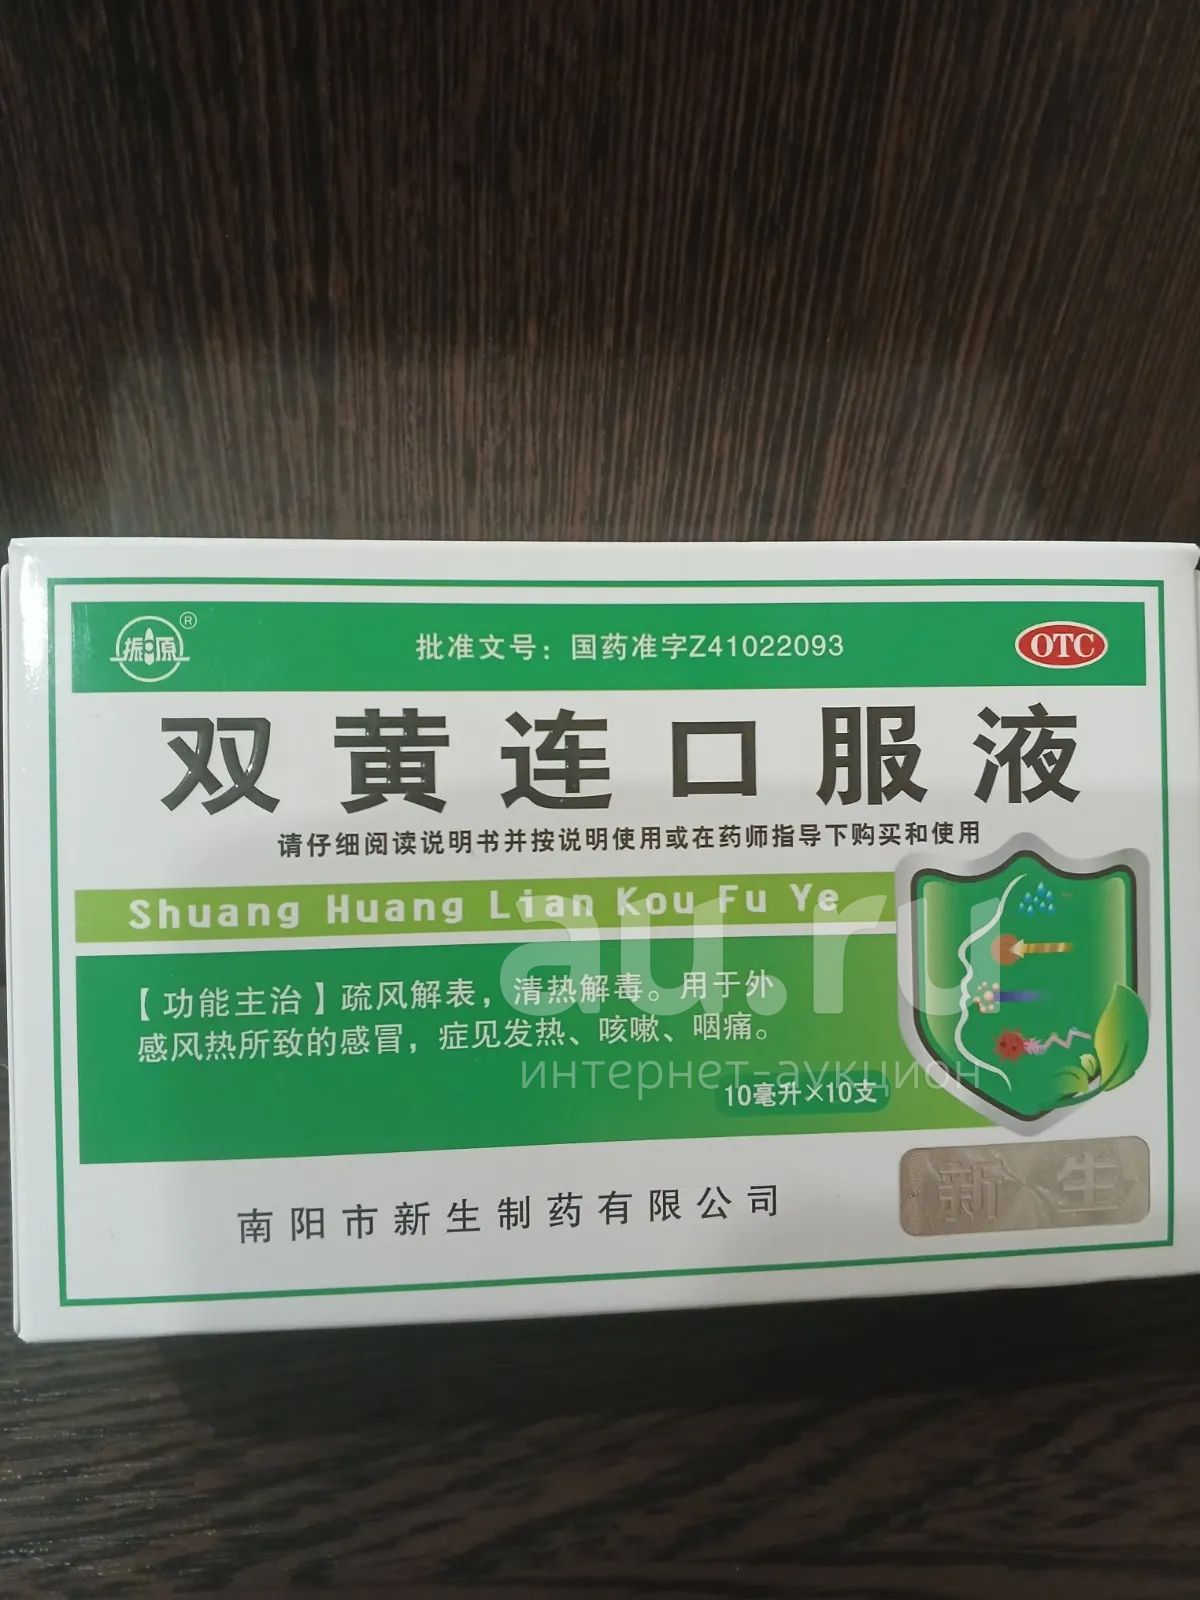 振源®
批准文号：国药准字Z41022093
OTC
双黄连口服液
请仔细阅读说明书并按说明使用或在药师指导下购买和使用
Shuang Huang Lian Kou Fu Ye
【功能主治】疏风解表，清热解毒。用于外
感风热所致的感冒，症见发热、咳嗽、咽痛。
10毫升×10支
南阳市新生制药有限公司
新生
au.ru
интернет-аукцион